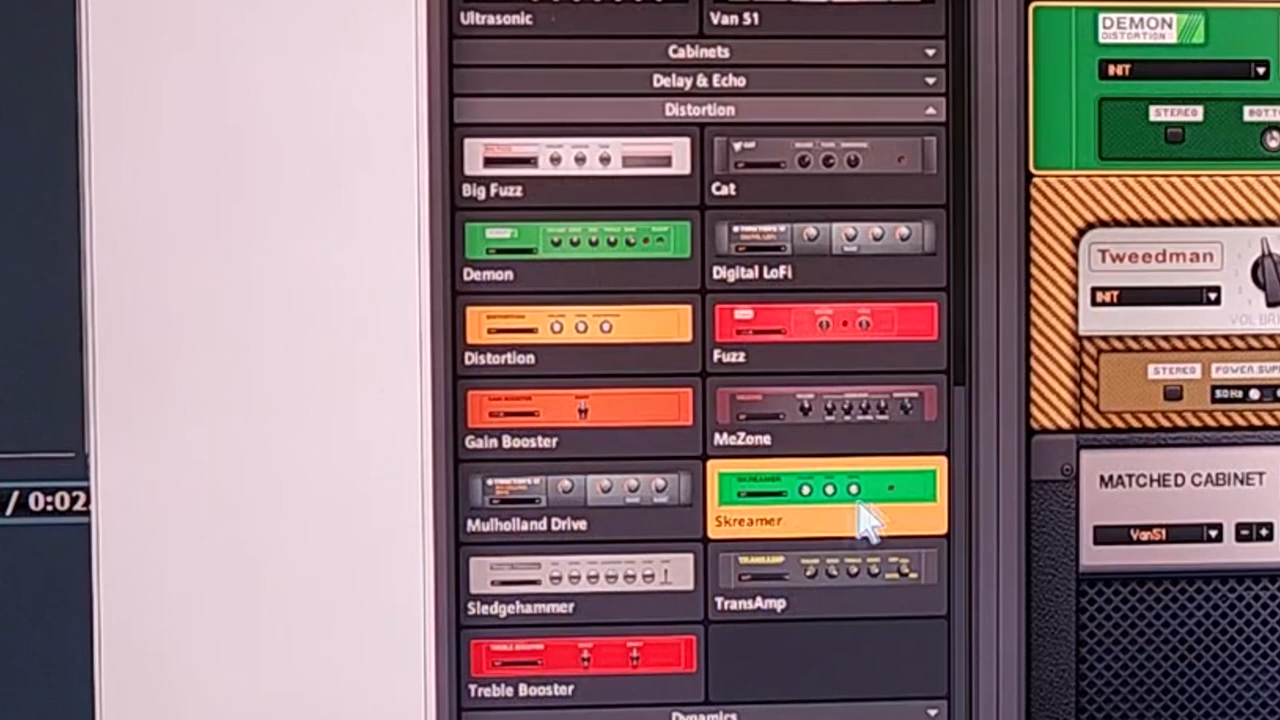 Ultrasonic
Van 51
Cabinets
Delay & Echo
Distortion
Big Fuzz
Cat
Demon
Digital LoFi
Distortion
Fuzz
Gain Booster
MeZone
Mulholland Drive
Skreamer
SKREAMER
Sledgehammer
TransAmp
Treble Booster
Dynamics
/ 0:02
DEMON
DISTORTION
INIT
STEREO
Tweedman
INIT
STEREO
50Hz
MATCHED CABINET
Van51
- +